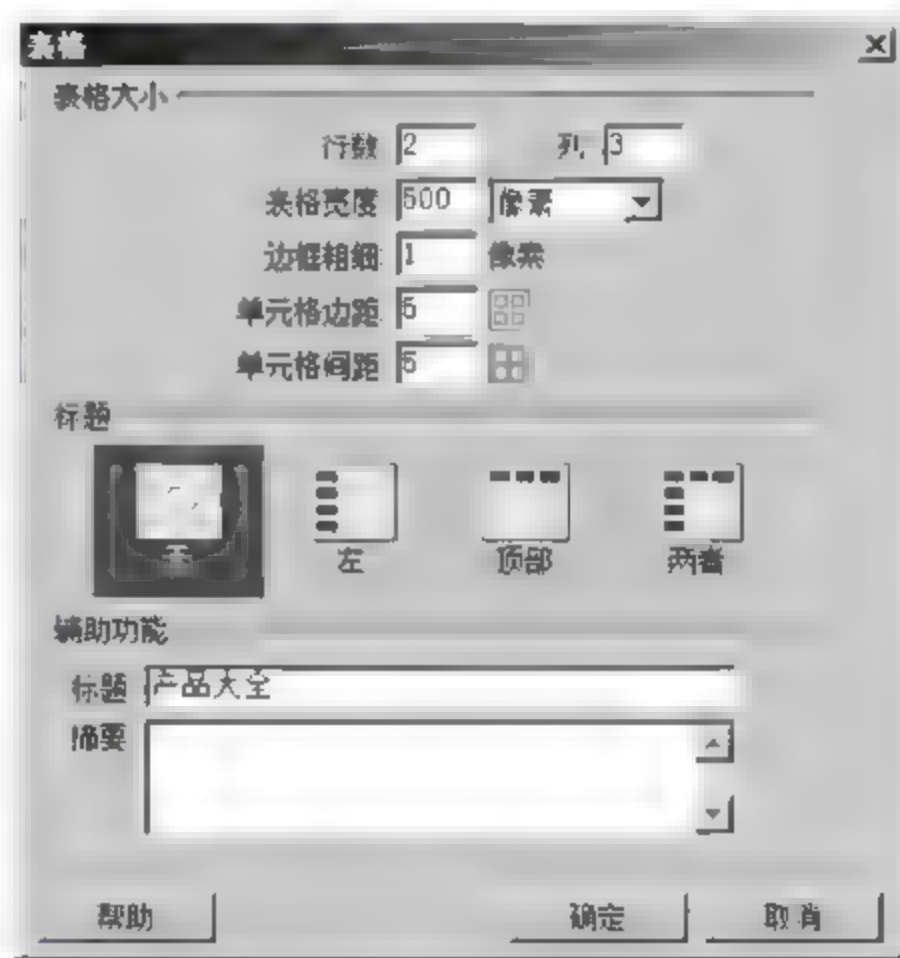 表格
表格大小
行数 2 列 3
表格宽度 500 像素
边框粗细 1 像素
单元格边距 5
单元格间距 5
标题
无 左 顶部 两者
辅助功能
标题 产品大全
摘要
帮助 确定 取消